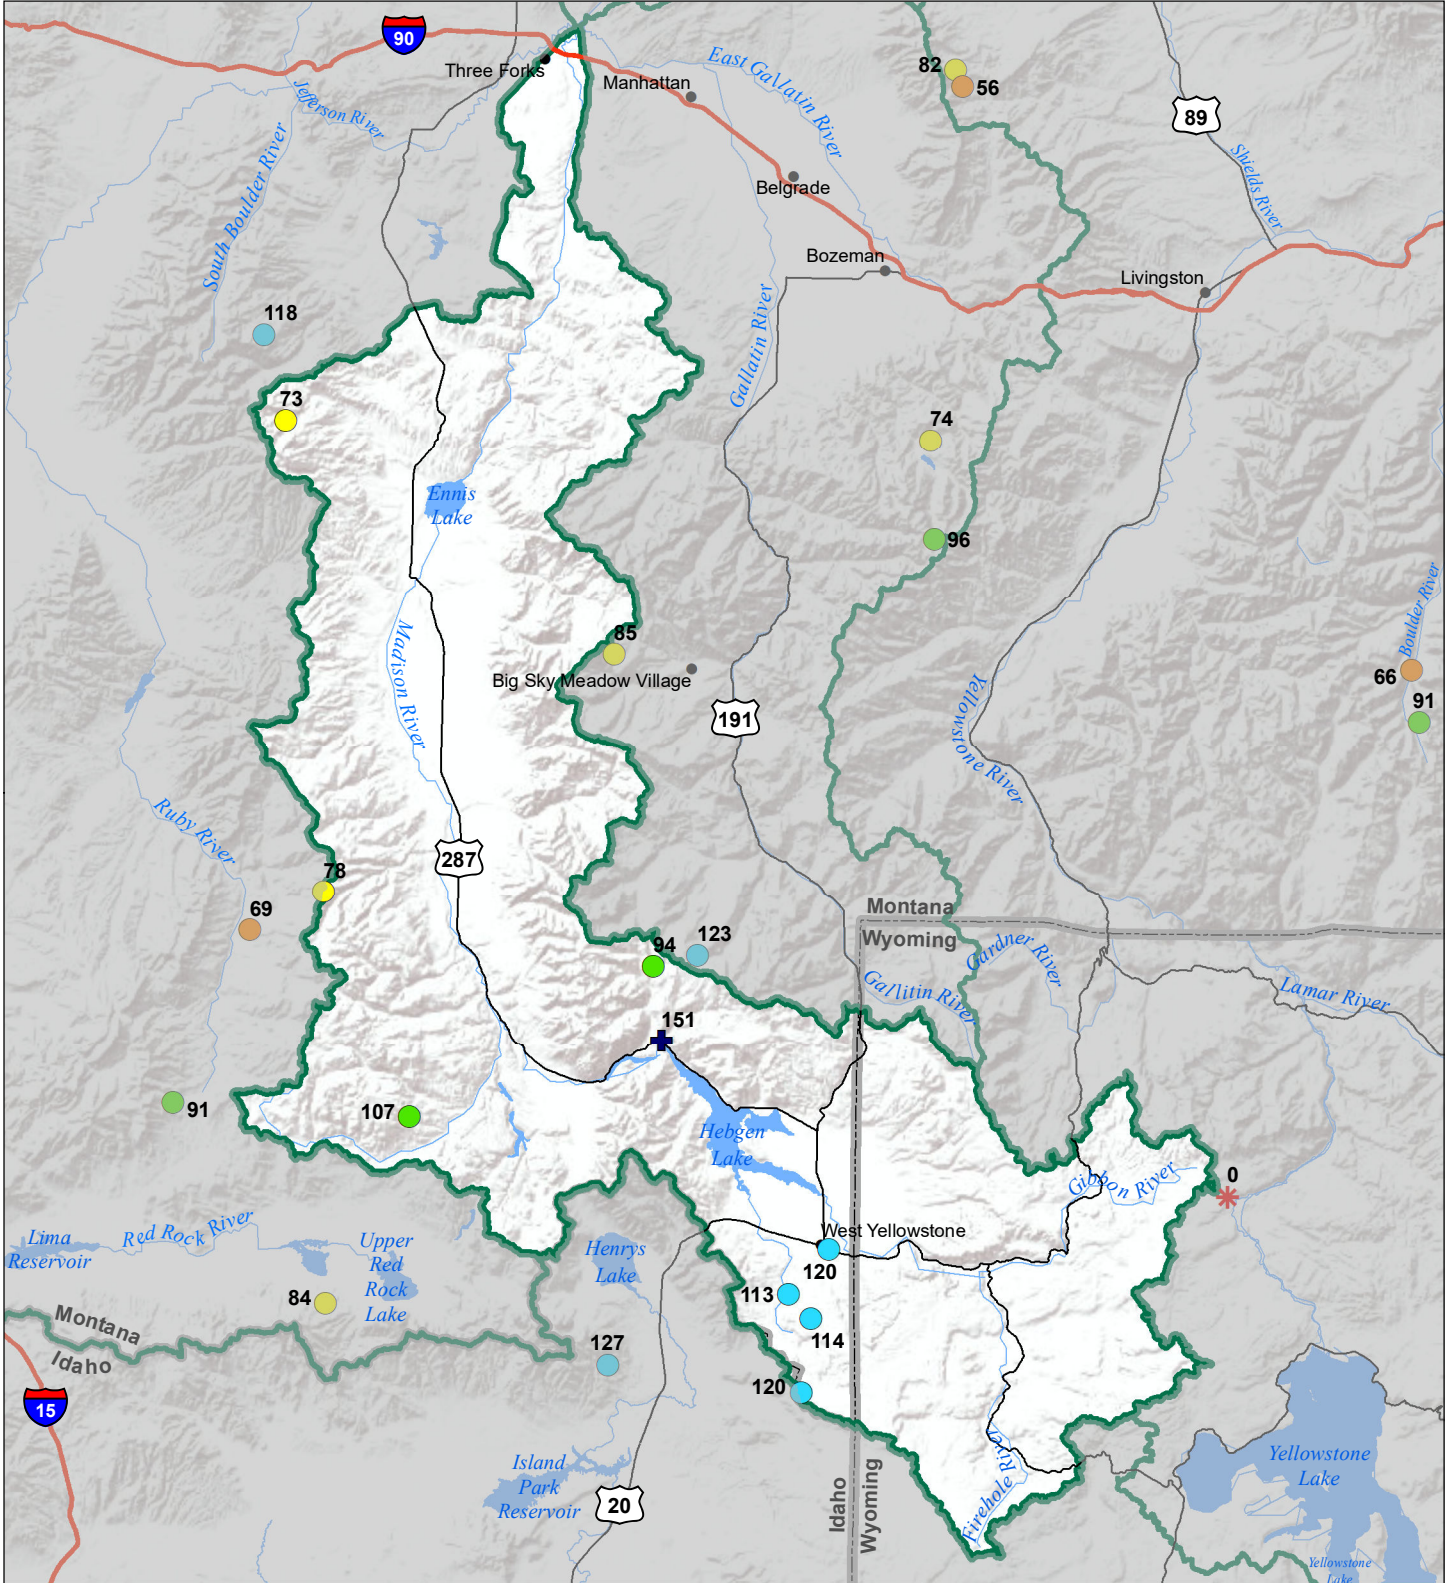 90
Three Forks
Manhattan
East Gallatin River
82
56
89
Jefferson River
South Boulder River
Shields River
Belgrade
Bozeman
Livingston
118
Gallatin River
73
74
Ennis
Lake
96
Boulder River
Madison River
85
Big Sky Meadow Village
66
91
191
Yellowstone River
Ruby River
287
78
69
Montana
Wyoming
94
123
Gardner River
Gallitin River
Lamar River
151
91
107
Hebgen
Lake
Gibbon River
0
Lima
Reservoir
Red Rock River
Upper
Red
Rock
Lake
Henrys
Lake
West Yellowstone
120
113
84
114
Montana
Idaho
127
120
15
Island
Park
Reservoir
20
Idaho
Wyoming
Firehole River
Yellowstone
Lake
Yellowstone
Lake